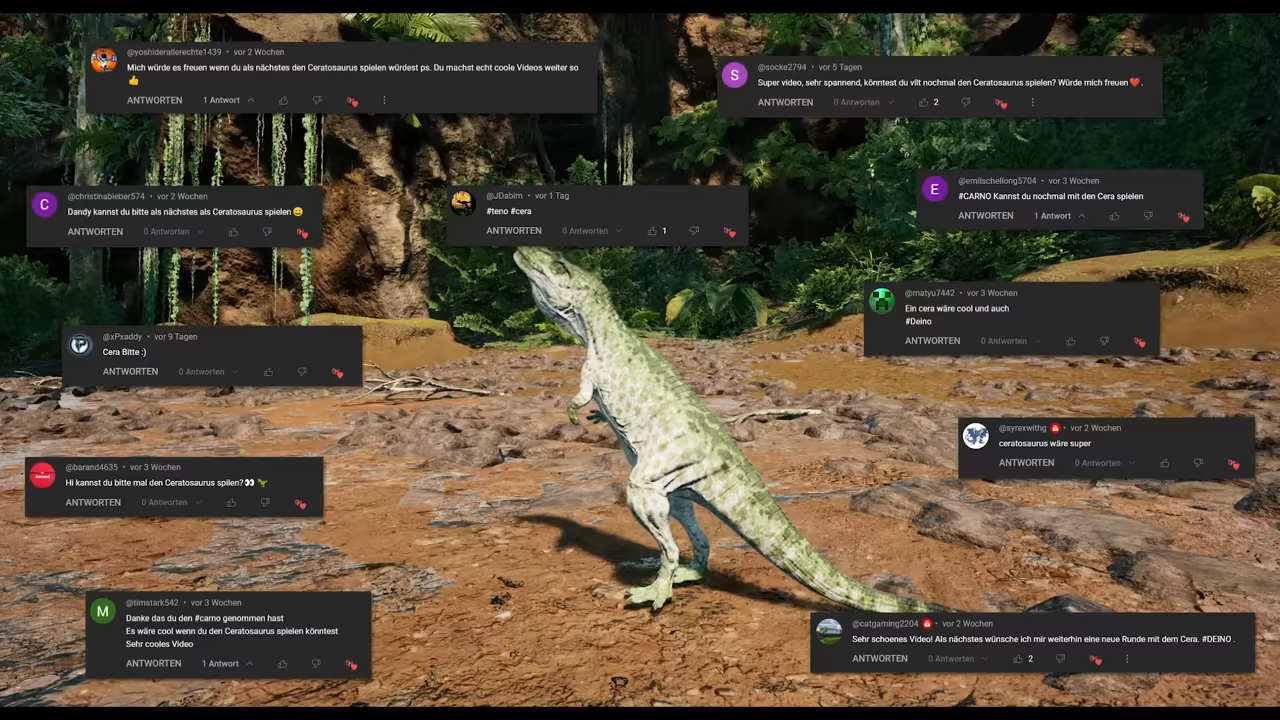 @yoshiderallerechte1439 • vor 2 Wochen
Mich würde es freuen wenn du als nächstes den Ceratosaurus spielen würdest ps. Du machst echt coole Videos weiter so
👍
ANTWORTEN 1 Antwort
S
@socke2794 • vor 5 Tagen
Super video, sehr spannend, könntest du vllt nochmal den Ceratosaurus spielen? Würde mich freuen❤️ .
ANTWORTEN 0 Antworten 2
C
@christinabieber574 • vor 2 Wochen
Dandy kannst du bitte als nächstes als Ceratosaurus spielen 😀
ANTWORTEN 0 Antworten
@JDabim • vor 1 Tag
#teno #cera
ANTWORTEN 0 Antworten 1
E
@emilschellong5704 • vor 3 Wochen
#CARNO Kannst du nochmal mit den Cera spielen
ANTWORTEN 1 Antwort
@matyu7442 • vor 3 Wochen
Ein cera wäre cool und auch
#Deino
ANTWORTEN 0 Antworten
@xPxaddy • vor 9 Tagen
Cera Bitte :)
ANTWORTEN 0 Antworten
@syrexwithg • vor 2 Wochen
ceratosaurus wäre super
ANTWORTEN 0 Antworten
@barand4635 • vor 3 Wochen
Hi kannst du bitte mal den Ceratosaurus spilen?👀 🦖
ANTWORTEN 0 Antworten
M
@timstark542 • vor 3 Wochen
Danke das du den #carno genommen hast
Es wäre cool wenn du den Ceratosaurus spielen könntest
Sehr cooles Video
ANTWORTEN 1 Antwort
@catgaming2204 • vor 2 Wochen
Sehr schoenes Video! Als nächstes wünsche ich mir weiterhin eine neue Runde mit dem Cera. #DEINO .
ANTWORTEN 0 Antworten 2